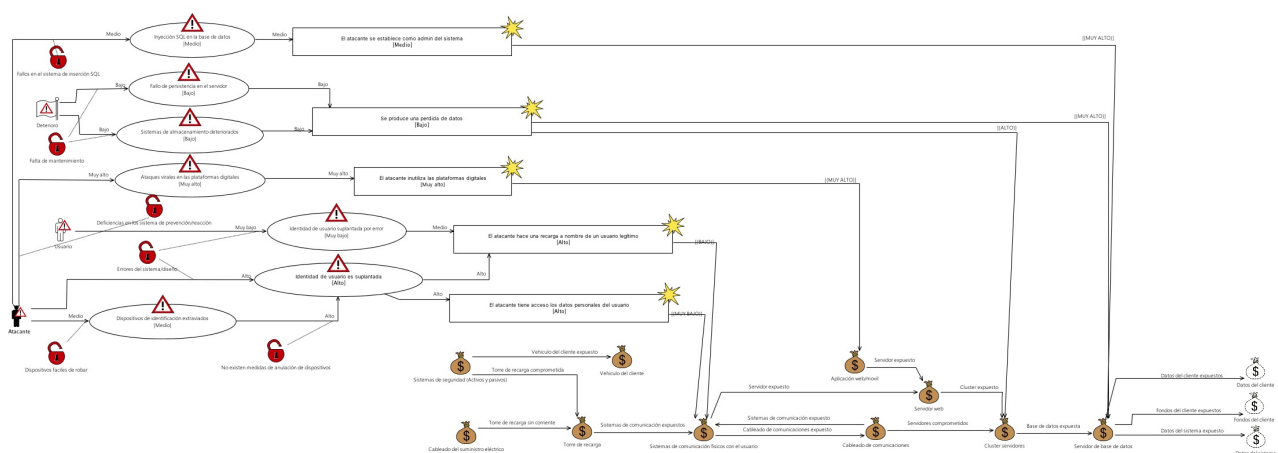 Medio
Inyección SQL en la base de datos
[Medio]
Medio
El atacante se establece como admin del sistema
[Medio]
[(MUY ALTO)]
Fallos en el sistema de inserción SQL
Bajo
Fallo de persistencia en el servidor
[Bajo]
Bajo
Deterioro
Se produce una perdida de datos
[Bajo]
[(MUY ALTO)]
Bajo
Sistemas de almacenamiento deteriorados
[Bajo]
Bajo
[(ALTO)]
Falta de mantenimiento
Muy alto
Ataques virales en las plataformas digitales
[Muy alto]
Muy alto
El atacante inutiliza las plataformas digitales
[Muy alto]
[(MUY ALTO)]
Deficiencias en los sistema de prevención/reacción
Usuario
Muy bajo
Identidad de usuario suplantada por error
[Muy bajo]
Medio
El atacante hace una recarga a nombre de un usuario legítimo
[Alto]
[(BAJO)]
Errores del sistema/diseño
Alto
Identidad de usuario es suplantada
[Alto]
Alto
Alto
El atacante tiene acceso los datos personales del usuario
[Alto]
[(MUY BAJO)]
Atacante
Medio
Dispositivos de identificación extraviados
[Medio]
Alto
Dispositivos faciles de robar
No existen medidas de anulación de dispositivos
Vehiculo del cliente expuesto
Vehiculo del cliente
Torre de recarga comprometida
Sistemas de seguridad (Activos y pasivos)
Servidor expuesto
Aplicación web/movil
Servidor expuesto
Cluster expuesto
Servidor web
Datos del cliente expuestos
Datos del cliente
Torre de recarga sin corriente
Cableado del suministro eléctrico
Torre de recarga
Sistemas de comunicación expuestos
Sistemas de comunicación físicos con el usuario
Sistemas de comunicación expuesto
Cableado de comunicaciones expuesto
Cableado de comunicaciones
Servidores comprometidos
Cluster servidores
Base de datos expuesta
Servidor de base de datos
Fondos del cliente expuestos
Fondos del cliente
Datos del sistema expuesto
Datos del sistema